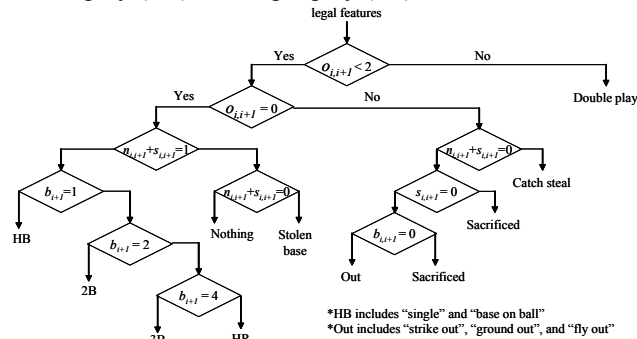 legal features
Yes
o_{i,i+1} < 2
No
Double play
Yes
o_{i,i+1} = 0
No
n_{i,i+1}+s_{i,i+1}=1
n_{i,i+1}+s_{i,i+1}=0
b_{i+1}=1
n_{i,i+1}+s_{i,i+1}=0
s_{i,i+1} = 0
Catch steal
HB
b_{i+1} = 2
Nothing
Stolen
base
b_{i,i+1} = 0
Sacrificed
2B
b_{i+1} = 4
Out
Sacrificed
*HB includes “single” and “base on ball”
*Out includes “strike out”, “ground out”, and “fly out”